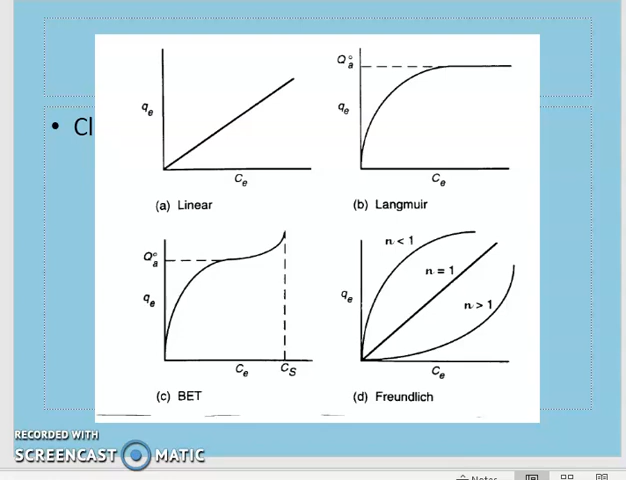 • Cl
Q°a
qe
qe
Ce
Ce
(a) Linear
(b) Langmuir
Q°a
qe
Ce
Cs
n < 1
n = 1
n > 1
qe
Ce
(c) BET
(d) Freundlich
RECORDED WITH
SCREENCAST MATIC
Notes